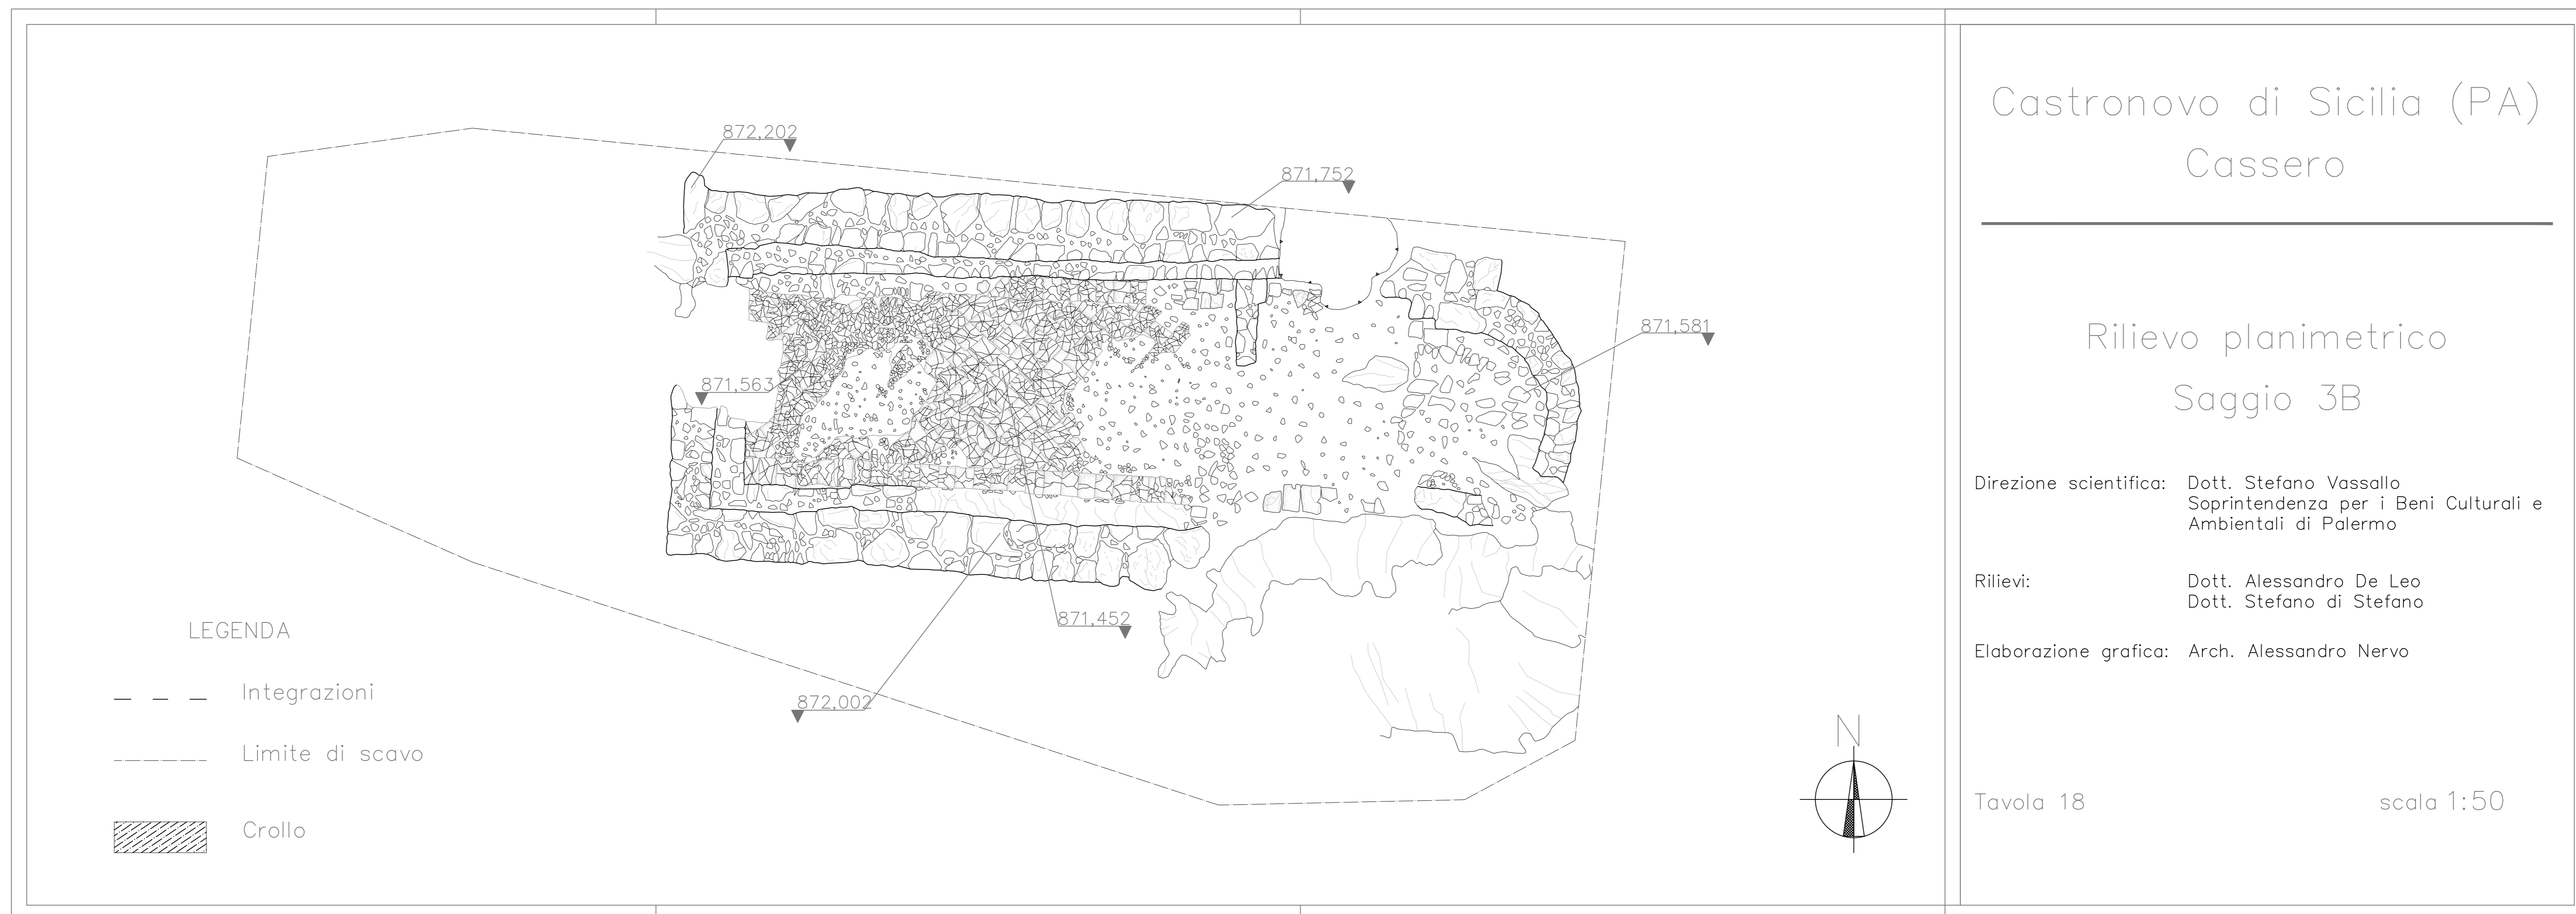 872,202
871,752
871,581
871,563
871,452
872,002
LEGENDA
Integrazioni
Limite di scavo
Crollo
N
Castronovo di Sicilia (PA)
Cassero
Rilievo planimetrico
Saggio 3B
Direzione scientifica: Dott. Stefano Vassallo
Soprintendenza per i Beni Culturali e
Ambientali di Palermo
Rilievi: Dott. Alessandro De Leo
Dott. Stefano di Stefano
Elaborazione grafica: Arch. Alessandro Nervo
Tavola 18 scala 1:50